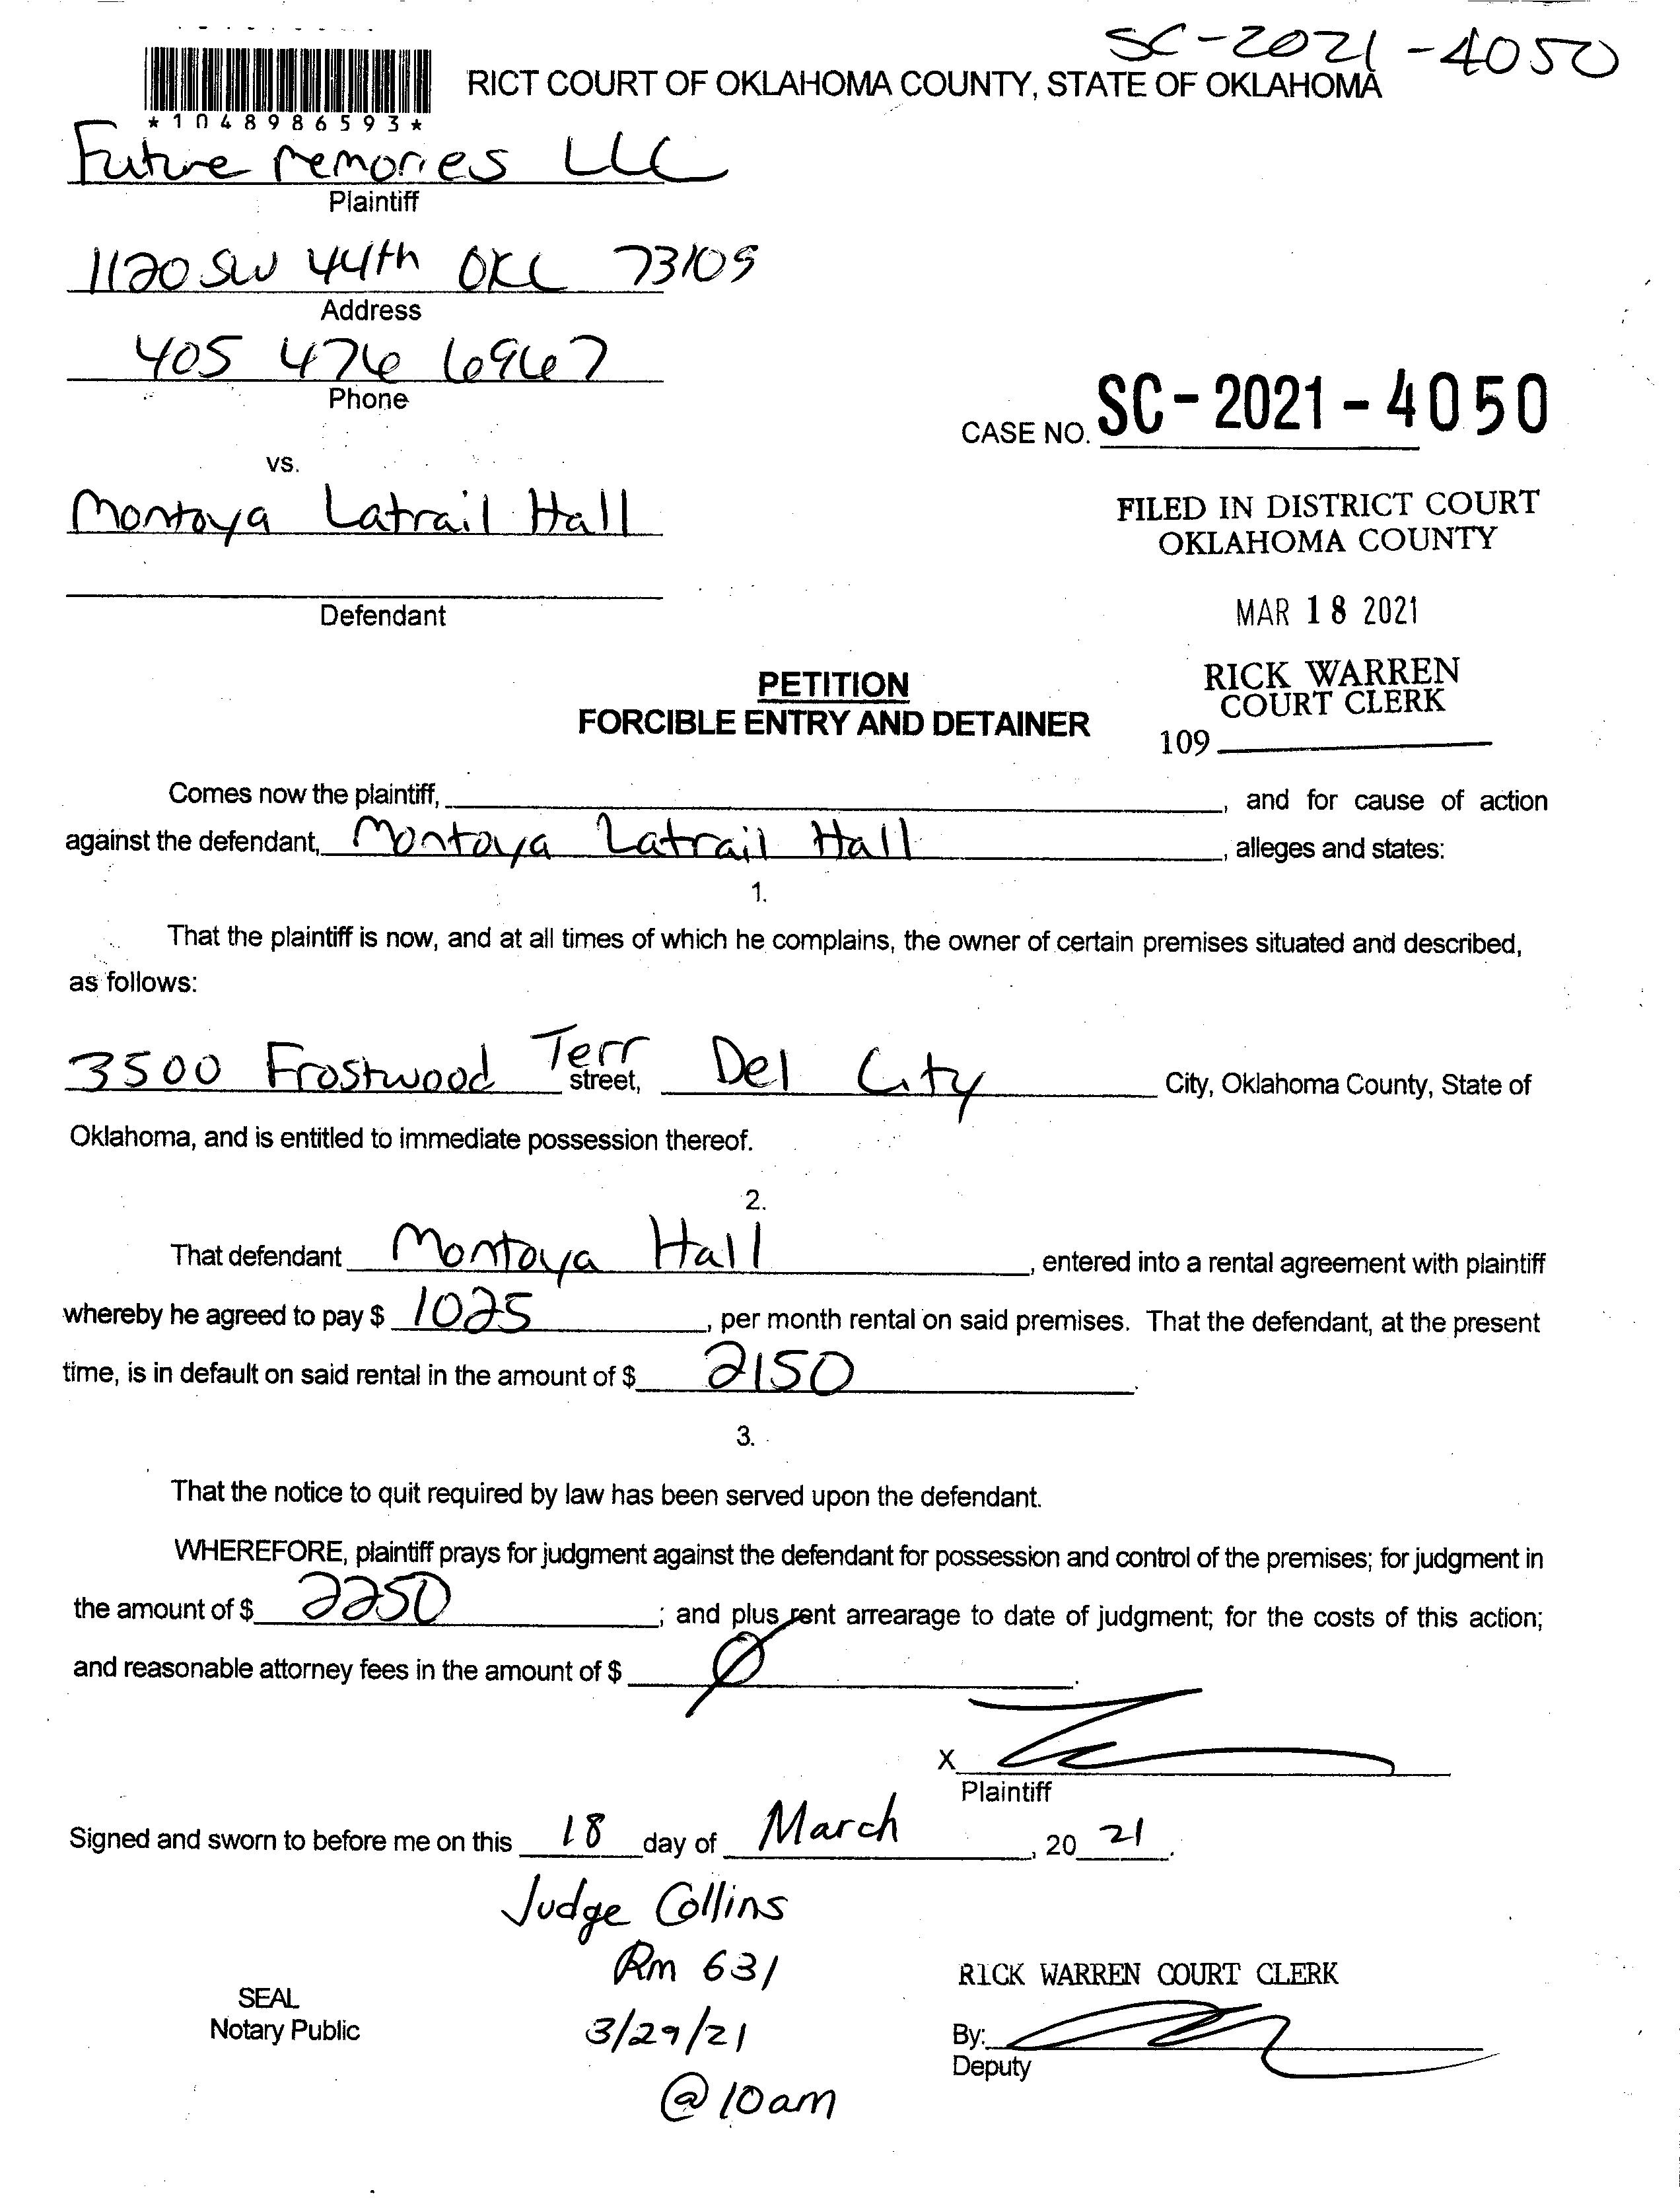 SC-2021-4050
RICT COURT OF OKLAHOMA COUNTY, STATE OF OKLAHOMA
*1048986593*
Future Memories LLC
Plaintiff
1120 SW 44th OKC 73109
Address
405 476 6967
Phone
CASE NO. SC-2021-4050
vs.
Montoya Latrail Hall
FILED IN DISTRICT COURT
OKLAHOMA COUNTY
Defendant
MAR 18 2021
PETITION
FORCIBLE ENTRY AND DETAINER
RICK WARREN
COURT CLERK
109
Comes now the plaintiff, , and for cause of action
against the defendant, Montoya Latrail Hall, alleges and states:
1.
That the plaintiff is now, and at all times of which he complains, the owner of certain premises situated and described,
as follows:
3500 Frostwood Terr street, Del City City, Oklahoma County, State of
Oklahoma, and is entitled to immediate possession thereof.
2.
That defendant Montoya Hall, entered into a rental agreement with plaintiff
whereby he agreed to pay $ 1025, per month rental on said premises. That the defendant, at the present
time, is in default on said rental in the amount of $ 2150.
3.
That the notice to quit required by law has been served upon the defendant.
WHEREFORE, plaintiff prays for judgment against the defendant for possession and control of the premises; for judgment in
the amount of $ 2250; and plus rent arrearage to date of judgment; for the costs of this action;
and reasonable attorney fees in the amount of $ Ø.
X
Plaintiff
Signed and sworn to before me on this 18 day of March, 20 21.
Judge Collins
Rm 631
3/29/21
@ 10am
SEAL
Notary Public
RICK WARREN COURT CLERK
By:
Deputy